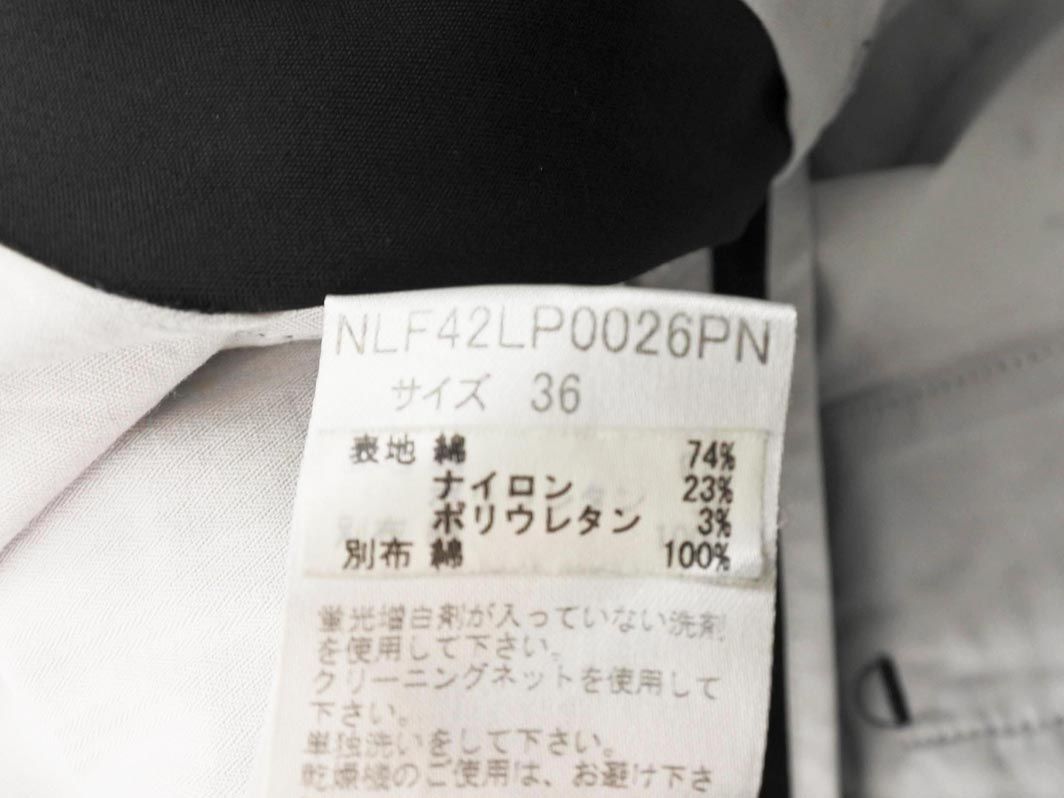 NLF42LP0026PN
サイズ 36
表地 綿 74%
ナイロン 23%
ポリウレタン 3%
別布 綿 100%
蛍光増白剤が入っていない洗剤
を使用して下さい。
クリーニングネットを使用して
下さい。
単独洗いをして下さい。
乾燥機のご使用は、お避け下さ